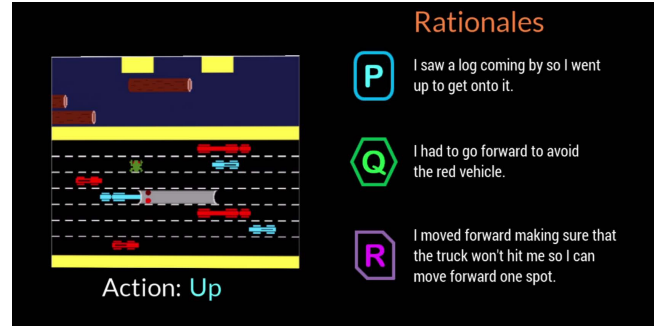 Rationales
P
I saw a log coming by so I went
up to get onto it.
Q
I had to go forward to avoid
the red vehicle.
R
I moved forward making sure that
the truck won't hit me so I can
move forward one spot.
Action: Up